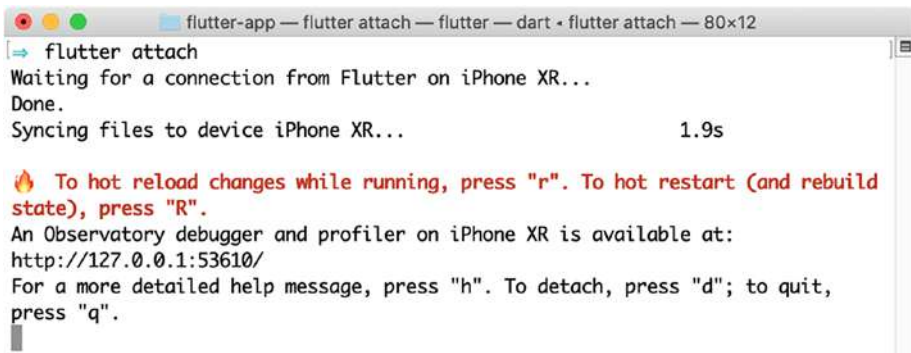 flutter-app — flutter attach — flutter — dart ◂ flutter attach — 80×12
[⇒ flutter attach ]
Waiting for a connection from Flutter on iPhone XR...
Done.
Syncing files to device iPhone XR... 1.9s
🔥 To hot reload changes while running, press "r". To hot restart (and rebuild
state), press "R".
An Observatory debugger and profiler on iPhone XR is available at:
http://127.0.0.1:53610/
For a more detailed help message, press "h". To detach, press "d"; to quit,
press "q".